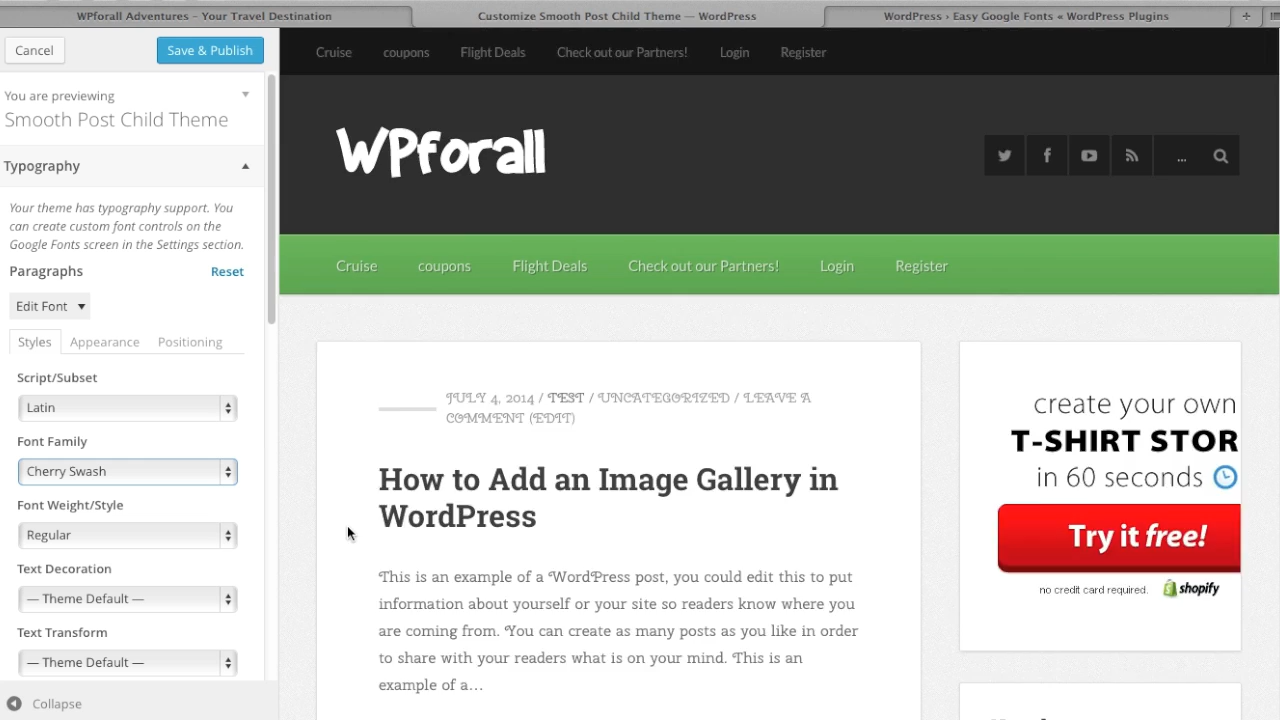 WPforall Adventures – Your Travel Destination
Customize Smooth Post Child Theme — WordPress
WordPress › Easy Google Fonts « WordPress Plugins
+
Cancel
Save & Publish
You are previewing
Smooth Post Child Theme
Typography
Your theme has typography support. You
can create custom font controls on the
Google Fonts screen in the Settings section.
Paragraphs
Reset
Edit Font
Styles
Appearance
Positioning
Script/Subset
Latin
Font Family
Cherry Swash
Font Weight/Style
Regular
Text Decoration
— Theme Default —
Text Transform
— Theme Default —
Collapse
Cruise coupons Flight Deals Check out our Partners! Login Register
WPforall
...
Cruise coupons Flight Deals Check out our Partners! Login Register
JULY 4, 2014 / TEST / UNCATEGORIZED / LEAVE A
COMMENT (EDIT)
How to Add an Image Gallery in
WordPress
This is an example of a WordPress post, you could edit this to put
information about yourself or your site so readers know where you
are coming from. You can create as many posts as you like in order
to share with your readers what is on your mind. This is an
example of a...
create your own
T-SHIRT STOR
in 60 seconds
Try it free!
no credit card required.
shopify